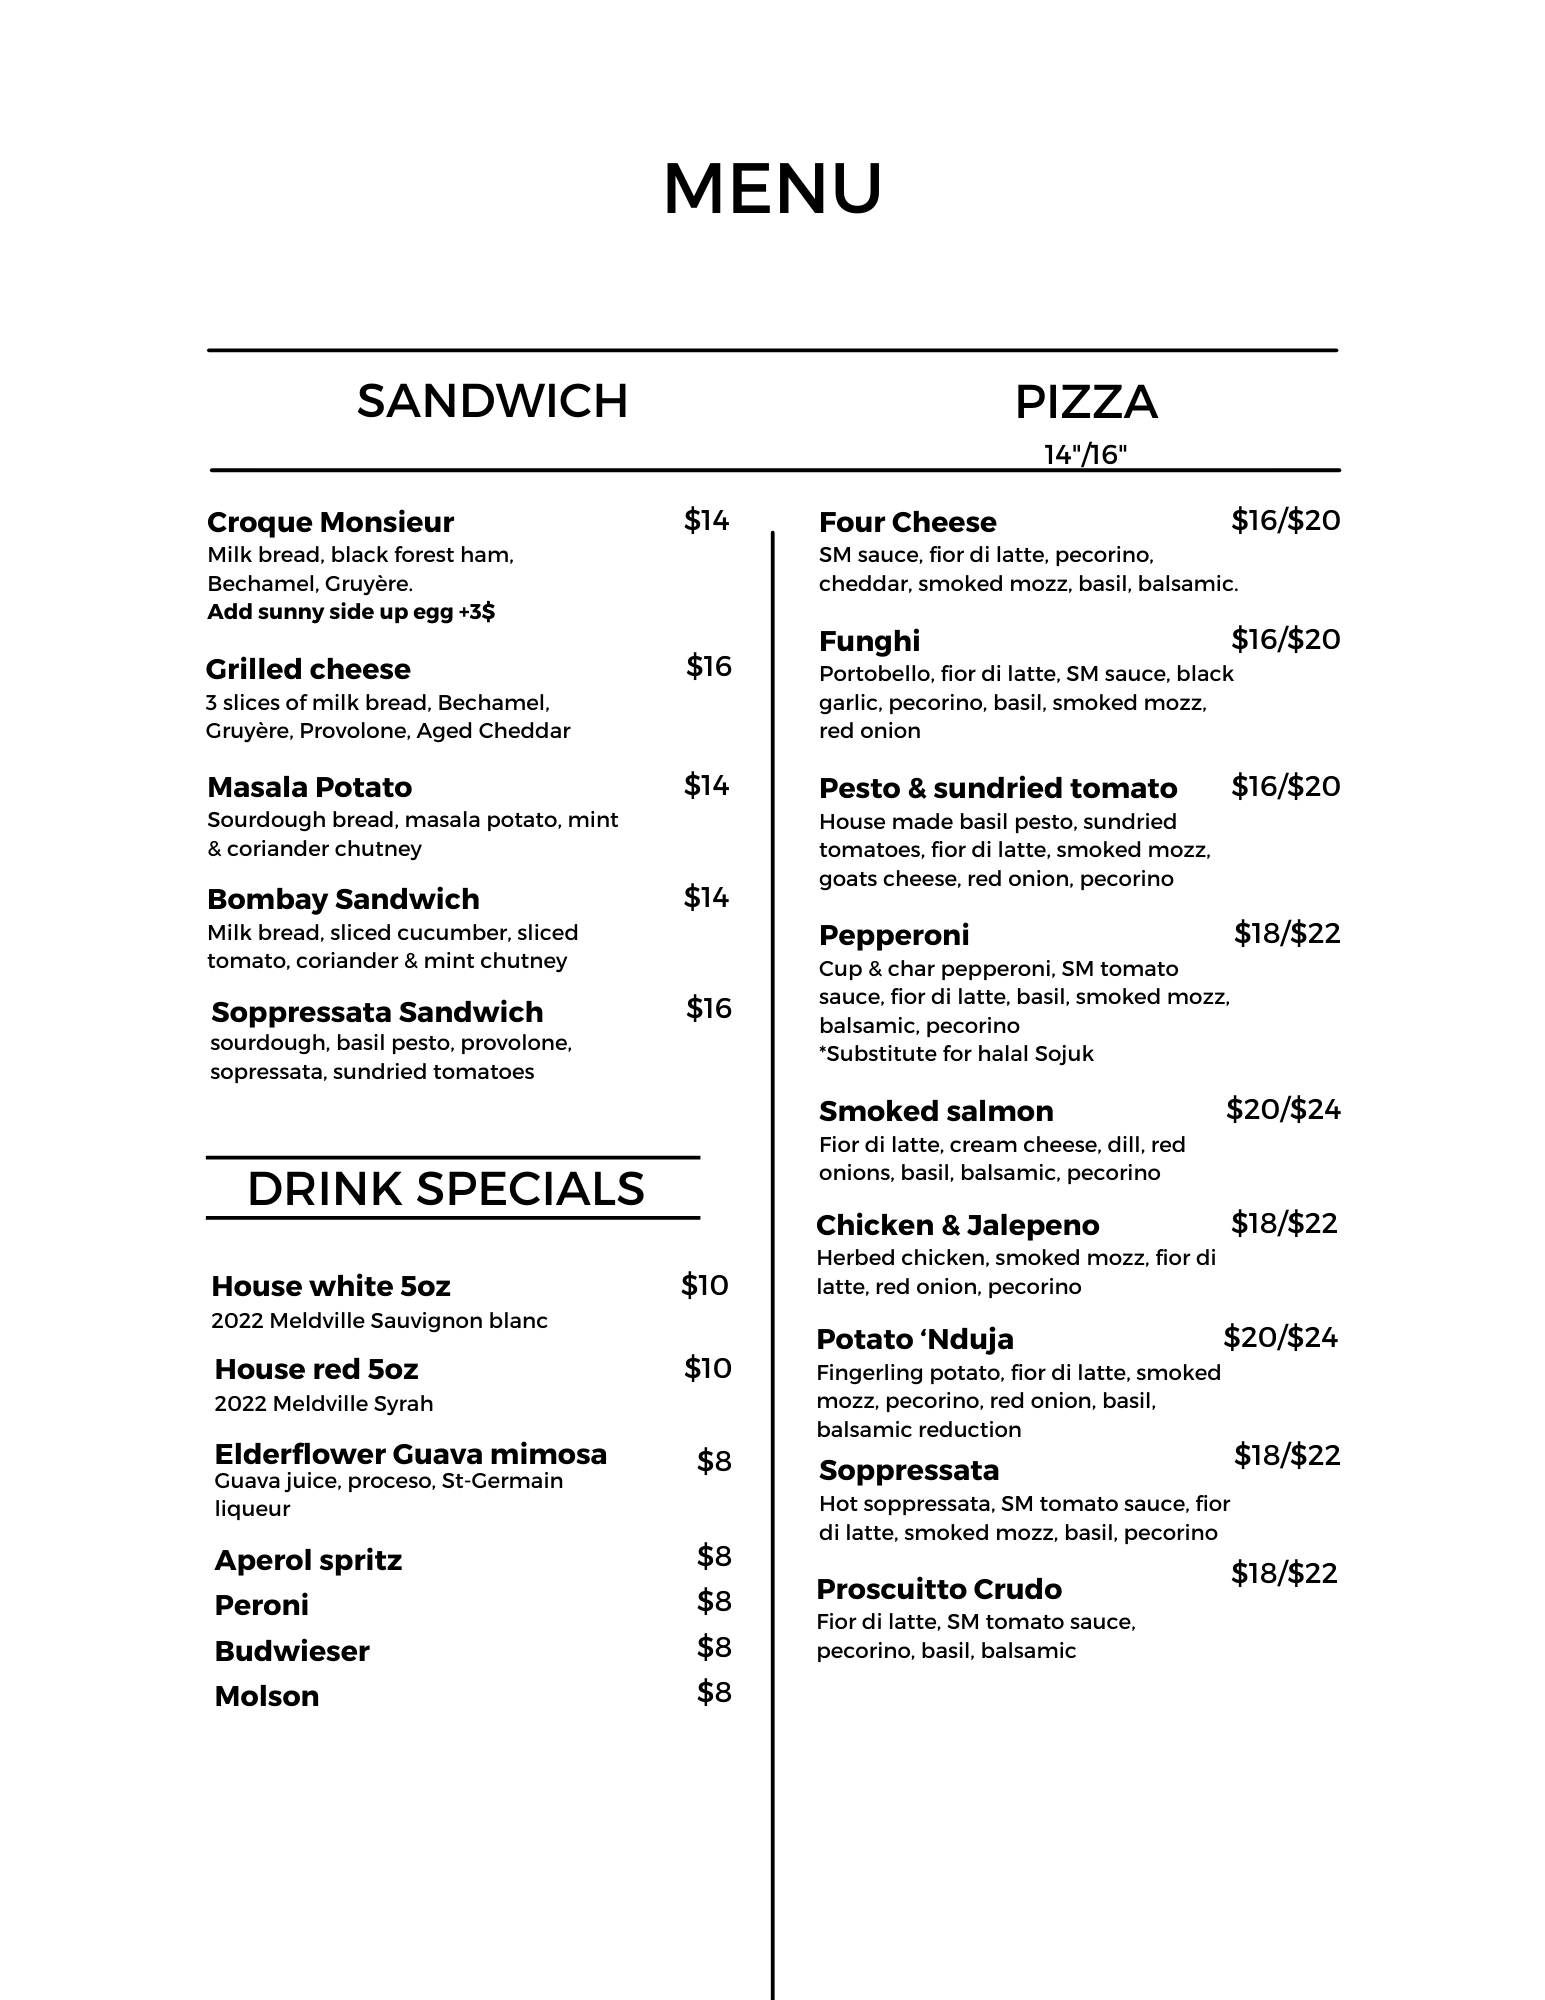 MENU
SANDWICH
Croque Monsieur $14
Milk bread, black forest ham,
Bechamel, Gruyère.
Add sunny side up egg +3$
Grilled cheese $16
3 slices of milk bread, Bechamel,
Gruyère, Provolone, Aged Cheddar
Masala Potato $14
Sourdough bread, masala potato, mint
& coriander chutney
Bombay Sandwich $14
Milk bread, sliced cucumber, sliced
tomato, coriander & mint chutney
Soppressata Sandwich $16
sourdough, basil pesto, provolone,
sopressata, sundried tomatoes
DRINK SPECIALS
House white 5oz $10
2022 Meldville Sauvignon blanc
House red 5oz $10
2022 Meldville Syrah
Elderflower Guava mimosa $8
Guava juice, proceso, St-Germain
liqueur
Aperol spritz $8
Peroni $8
Budwieser $8
Molson $8
PIZZA
14"/16"
Four Cheese $16/$20
SM sauce, fior di latte, pecorino,
cheddar, smoked mozz, basil, balsamic.
Funghi $16/$20
Portobello, fior di latte, SM sauce, black
garlic, pecorino, basil, smoked mozz,
red onion
Pesto & sundried tomato $16/$20
House made basil pesto, sundried
tomatoes, fior di latte, smoked mozz,
goats cheese, red onion, pecorino
Pepperoni $18/$22
Cup & char pepperoni, SM tomato
sauce, fior di latte, basil, smoked mozz,
balsamic, pecorino
*Substitute for halal Sojuk
Smoked salmon $20/$24
Fior di latte, cream cheese, dill, red
onions, basil, balsamic, pecorino
Chicken & Jalepeno $18/$22
Herbed chicken, smoked mozz, fior di
latte, red onion, pecorino
Potato ‘Nduja $20/$24
Fingerling potato, fior di latte, smoked
mozz, pecorino, red onion, basil,
balsamic reduction
Soppressata $18/$22
Hot soppressata, SM tomato sauce, fior
di latte, smoked mozz, basil, pecorino
Proscuitto Crudo $18/$22
Fior di latte, SM tomato sauce,
pecorino, basil, balsamic